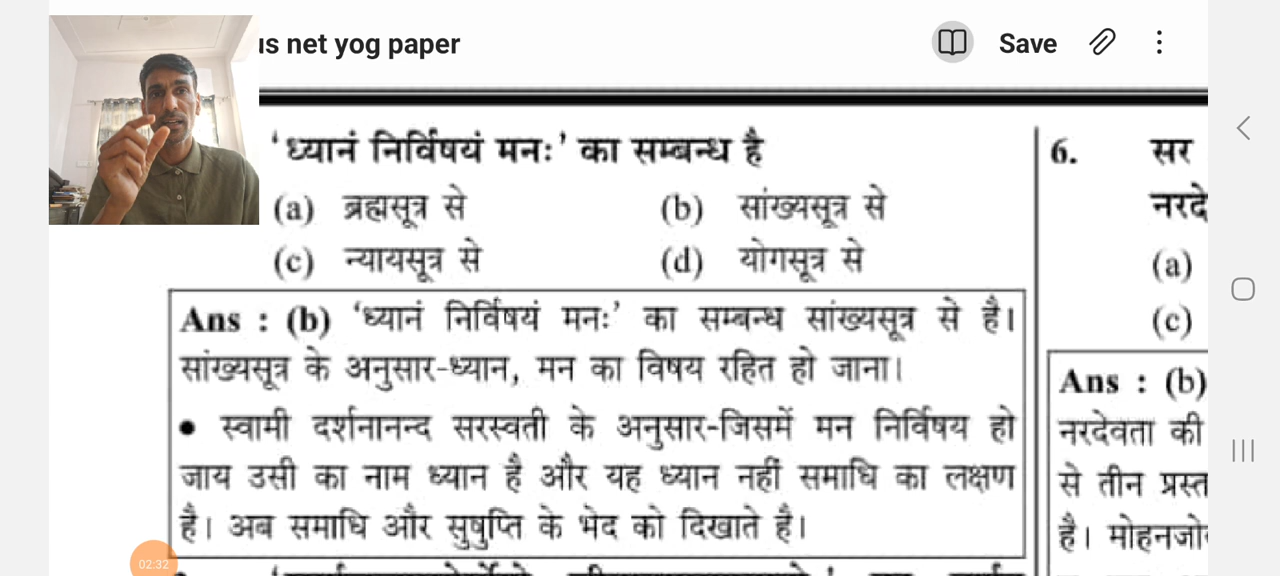 us net yog paper
Save
'ध्यानं निर्विषयं मनः' का सम्बन्ध है
(a) ब्रह्मसूत्र से (b) सांख्यसूत्र से
(c) न्यायसूत्र से (d) योगसूत्र से
Ans : (b) 'ध्यानं निर्विषयं मनः' का सम्बन्ध सांख्यसूत्र से है।
सांख्यसूत्र के अनुसार-ध्यान, मन का विषय रहित हो जाना।
● स्वामी दर्शनानन्द सरस्वती के अनुसार-जिसमें मन निर्विषय हो
जाय उसी का नाम ध्यान है और यह ध्यान नहीं समाधि का लक्षण
है। अब समाधि और सुषुप्ति के भेद को दिखाते है।
6. सर
नरदे
(a)
(c)
Ans : (b)
नरदेवता की
से तीन प्रस्त
है। मोहनजो
02:32